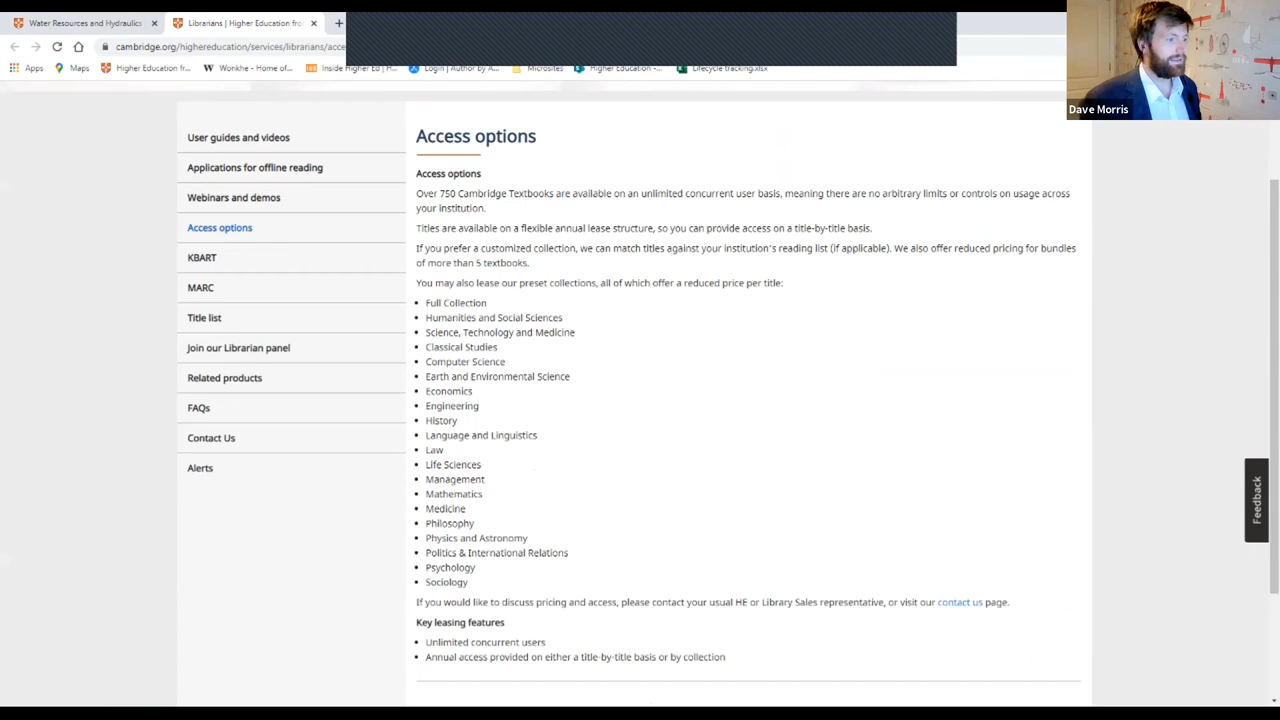 Water Resources and Hydraulics
Librarians | Higher Education fro
cambridge.org/highereducation/services/librarians/acce
Apps
Maps
Higher Education fr...
Wonkhe - Home of...
Inside Higher Ed | H...
Login | Author by A...
Microsites
Higher Education -...
Lifecycle tracking.xlsx
Dave Morris
User guides and videos
Applications for offline reading
Webinars and demos
Access options
KBART
MARC
Title list
Join our Librarian panel
Related products
FAQs
Contact Us
Alerts
Access options
Access options
Over 750 Cambridge Textbooks are available on an unlimited concurrent user basis, meaning there are no arbitrary limits or controls on usage across
your institution.
Titles are available on a flexible annual lease structure, so you can provide access on a title-by-title basis.
If you prefer a customized collection, we can match titles against your institution's reading list (if applicable). We also offer reduced pricing for bundles
of more than 5 textbooks.
You may also lease our preset collections, all of which offer a reduced price per title:
• Full Collection
• Humanities and Social Sciences
• Science, Technology and Medicine
• Classical Studies
• Computer Science
• Earth and Environmental Science
• Economics
• Engineering
• History
• Language and Linguistics
• Law
• Life Sciences
• Management
• Mathematics
• Medicine
• Philosophy
• Physics and Astronomy
• Politics & International Relations
• Psychology
• Sociology
If you would like to discuss pricing and access, please contact your usual HE or Library Sales representative, or visit our contact us page.
Key leasing features
• Unlimited concurrent users
• Annual access provided on either a title-by-title basis or by collection
Feedback